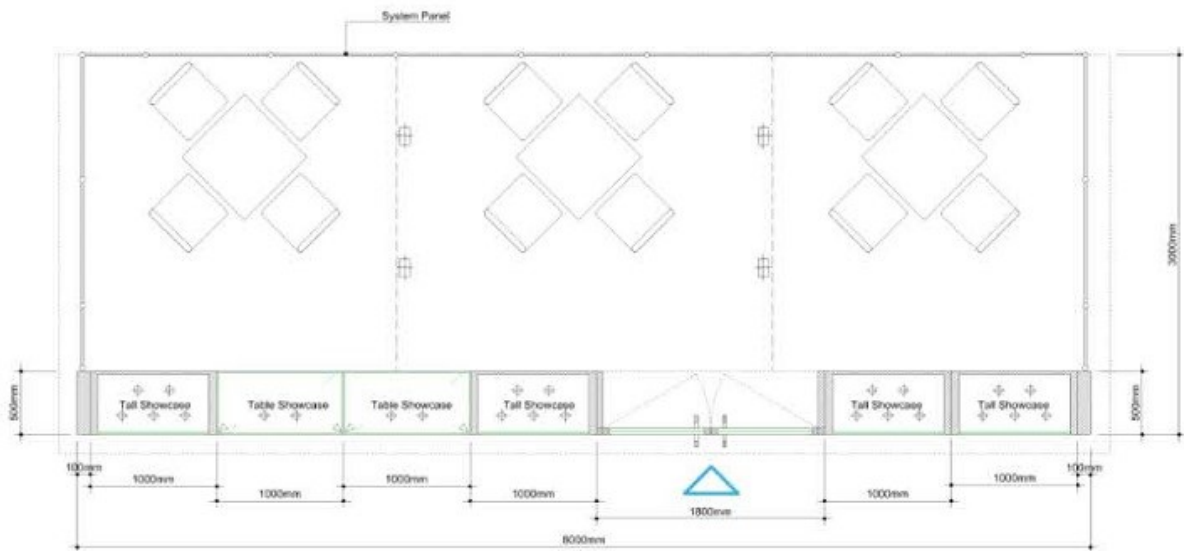 System Panel
3000mm
500mm
Tall Showcase
Table Showcase
Table Showcase
Tall Showcase
Tall Showcase
Tall Showcase
500mm
100mm
1000mm
1000mm
1000mm
1000mm
1800mm
1000mm
1000mm
100mm
8000mm